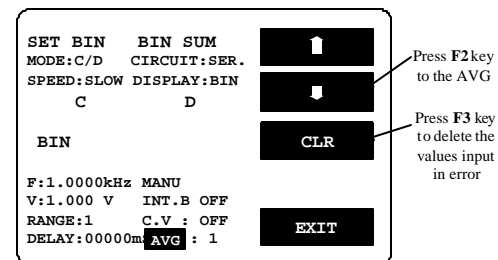 SET BIN BIN SUM
MODE:C/D CIRCUIT:SER.
SPEED:SLOW DISPLAY:BIN
C D
BIN
F:1.0000kHz MANU
V:1.000 V INT.B OFF
RANGE:1 C.V : OFF
DELAY:00000m AVG : 1
CLR
EXIT
Press F2 key
to the AVG
Press F3 key
to delete the
values input
in error